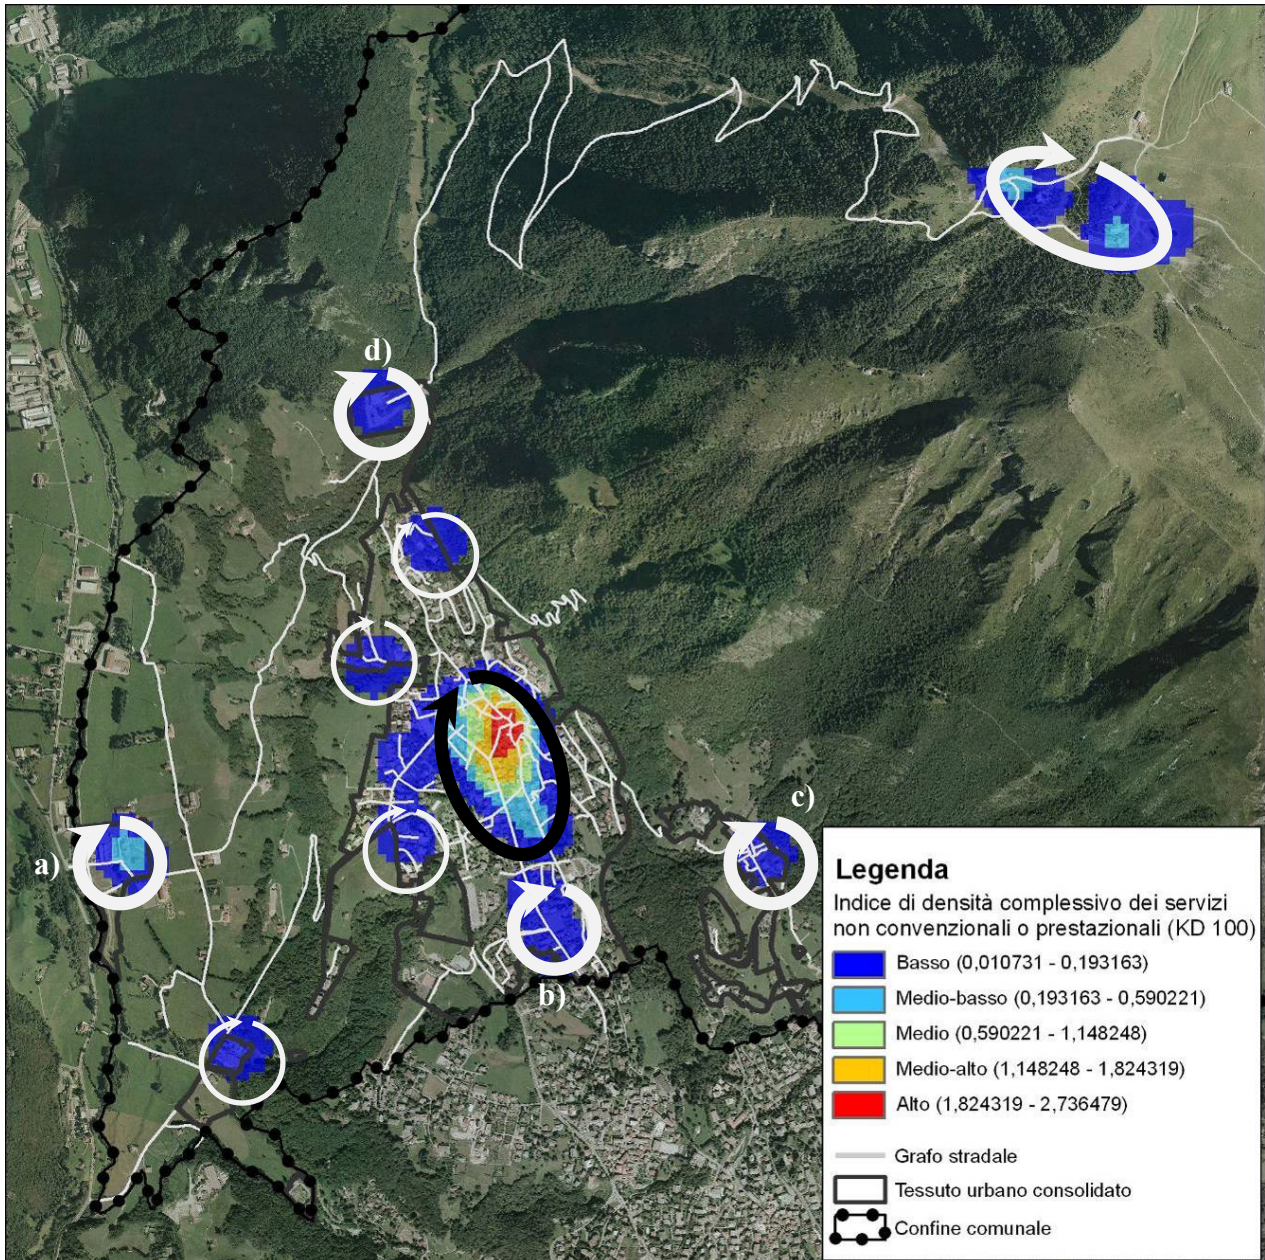 d)
a)
c)
b)
Legenda
Indice di densità complessivo dei servizi
non convenzionali o prestazionali (KD 100)
Basso (0,010731 - 0,193163)
Medio-basso (0,193163 - 0,590221)
Medio (0,590221 - 1,148248)
Medio-alto (1,148248 - 1,824319)
Alto (1,824319 - 2,736479)
Grafo stradale
Tessuto urbano consolidato
Confine comunale